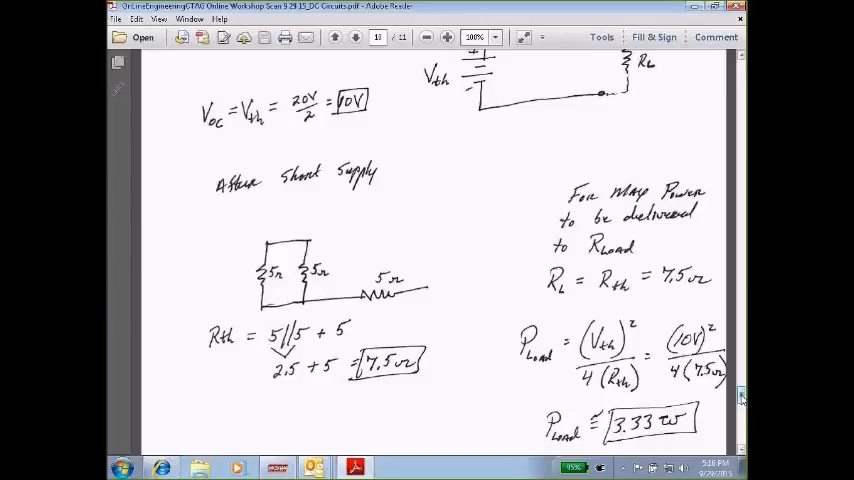 OnLineEngineeringCTAG Online Workshop Scan 9 29 15_DC Circuits.pdf - Adobe Reader
File Edit View Window Help
Open 10 / 11 100% Tools Fill & Sign Comment
Vth
RL
Voc = Vth = 20V/2 = 10V
After Short Supply
5Ω 5Ω 5Ω
Rth = 5//5 + 5
2.5 + 5 = 7.5Ω
For Max Power
to be delivered
to RLOAD
RL = Rth = 7.5Ω
PLOAD = (Vth)²/4(Rth) = (10V)²/4(7.5Ω)
PLOAD ≅ 3.33 W
95%
5:16 PM
9/29/2015